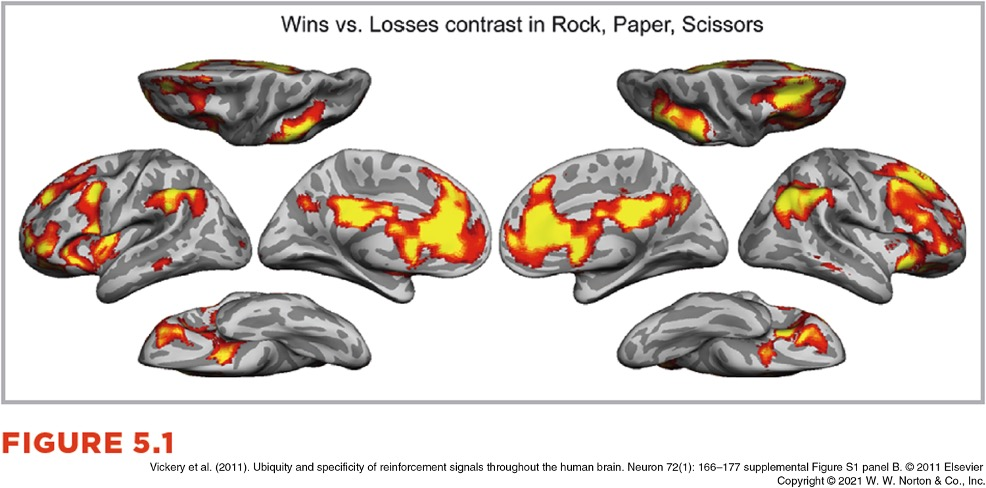 Wins vs. Losses contrast in Rock, Paper, Scissors
FIGURE 5.1
Vickery et al. (2011). Ubiquity and specificity of reinforcement signals throughout the human brain. Neuron 72(1): 166–177 supplemental Figure S1 panel B. © 2011 Elsevier
Copyright © 2021 W. W. Norton & Co., Inc.